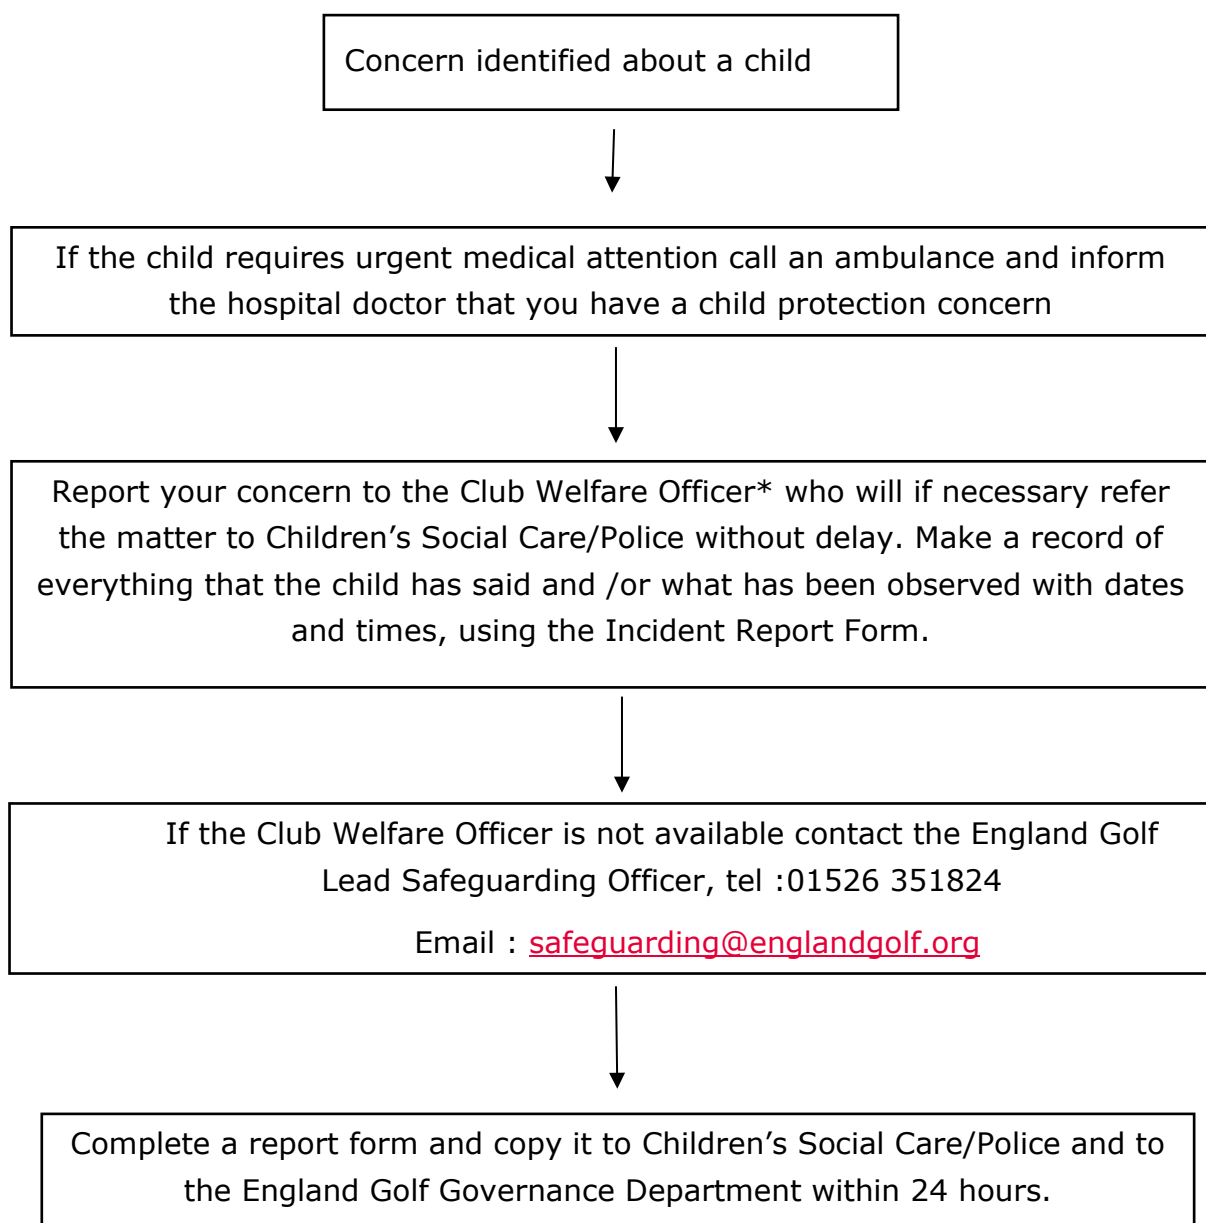 Concern identified about a child
If the child requires urgent medical attention call an ambulance and inform
the hospital doctor that you have a child protection concern
Report your concern to the Club Welfare Officer* who will if necessary refer
the matter to Children’s Social Care/Police without delay. Make a record of
everything that the child has said and /or what has been observed with dates
and times, using the Incident Report Form.
If the Club Welfare Officer is not available contact the England Golf
Lead Safeguarding Officer, tel :01526 351824
Email : safeguarding@englandgolf.org
Complete a report form and copy it to Children’s Social Care/Police and to
the England Golf Governance Department within 24 hours.